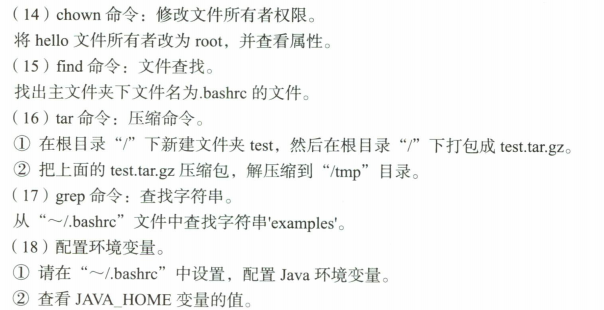 （14）chown 命令：修改文件所有者权限。
将 hello 文件所有者改为 root，并查看属性。
（15）find 命令：文件查找。
找出主文件夹下文件名为.bashrc 的文件。
（16）tar 命令：压缩命令。
① 在根目录“/”下新建文件夹 test，然后在根目录“/”下打包成 test.tar.gz。
② 把上面的 test.tar.gz 压缩包，解压缩到“/tmp”目录。
（17）grep 命令：查找字符串。
从“～/.bashrc”文件中查找字符串'examples'。
（18）配置环境变量。
① 请在“～/.bashrc”中设置，配置 Java 环境变量。
② 查看 JAVA_HOME 变量的值。